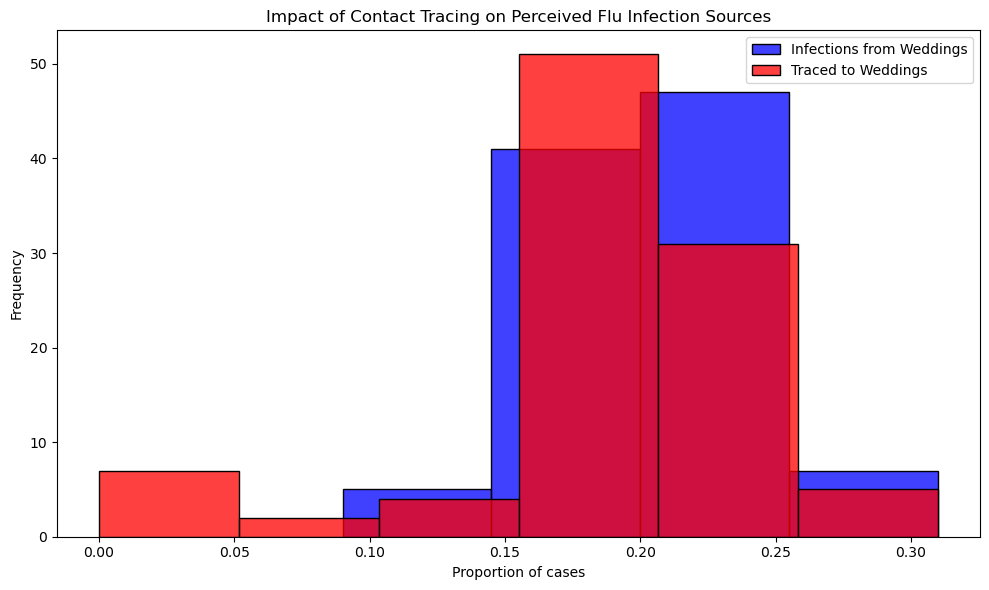 Impact of Contact Tracing on Perceived Flu Infection Sources
Infections from Weddings
Traced to Weddings
Frequency
50
40
30
20
10
0
0.00 0.05 0.10 0.15 0.20 0.25 0.30
Proportion of cases